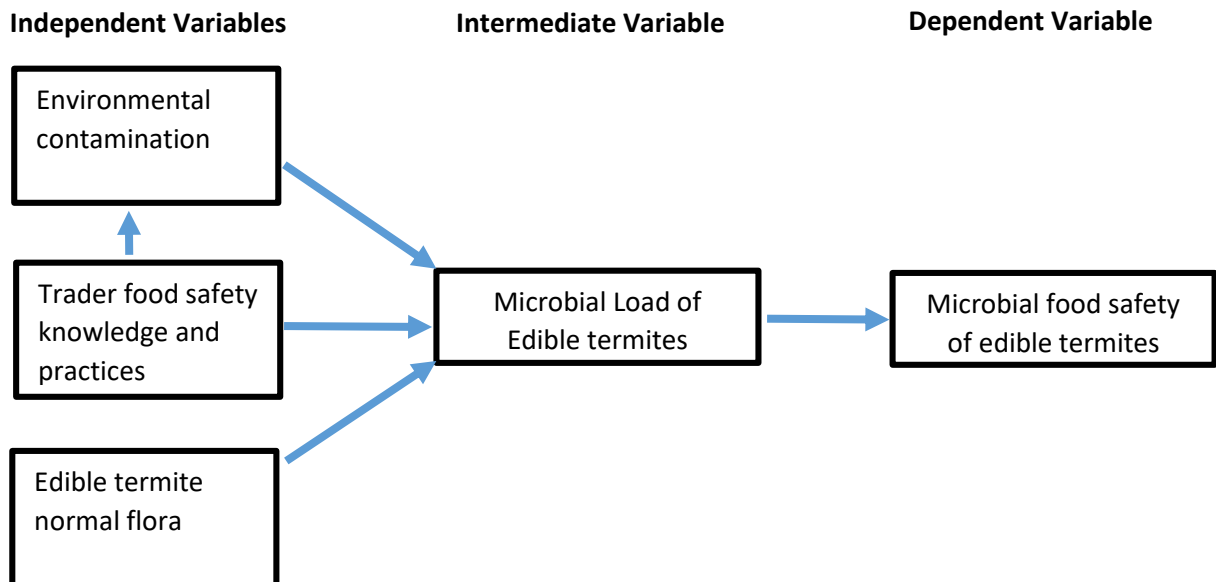 Independent Variables
Intermediate Variable
Dependent Variable
Environmental
contamination
Trader food safety
knowledge and
practices
Edible termite
normal flora
Microbial Load of
Edible termites
Microbial food safety
of edible termites